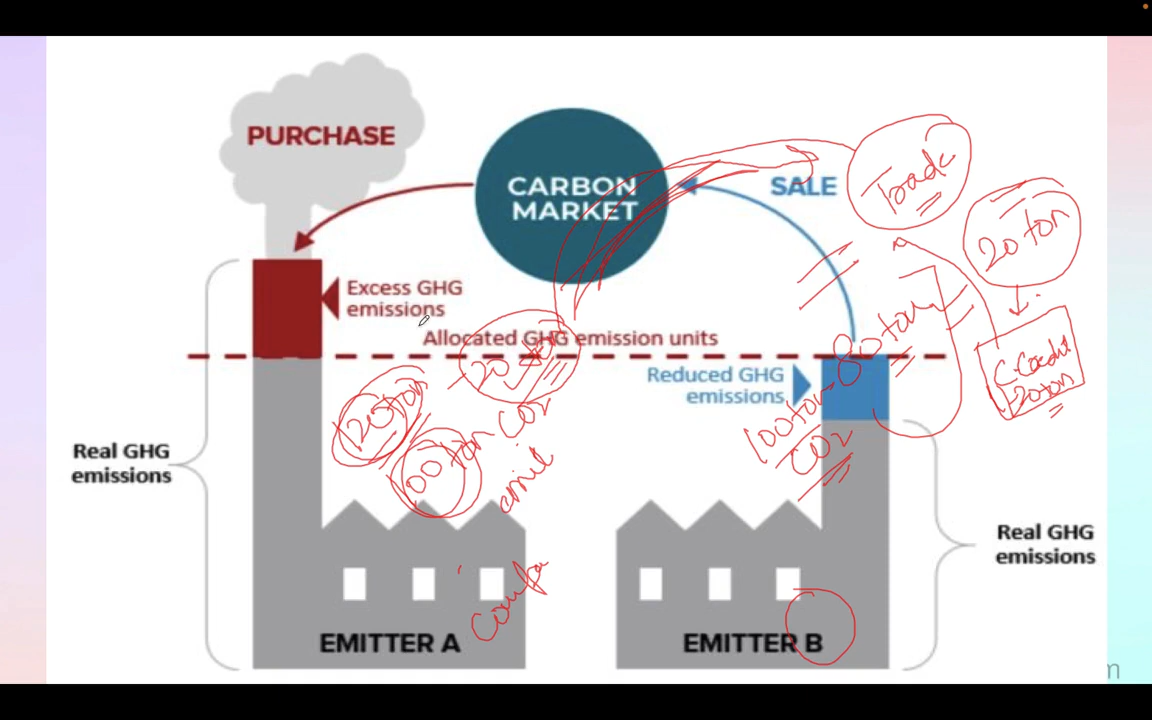 PURCHASE
CARBON
MARKET
SALE
Trade
20 ton
Excess GHG
emissions
Allocated GHG emission units
80 ton
C. Credit
20 ton
Reduced GHG
emissions
120 ton
20 ton
100 ton CO2
emit
100 ton
CO2
Real GHG
emissions
Real GHG
emissions
EMITTER A
EMITTER B
m